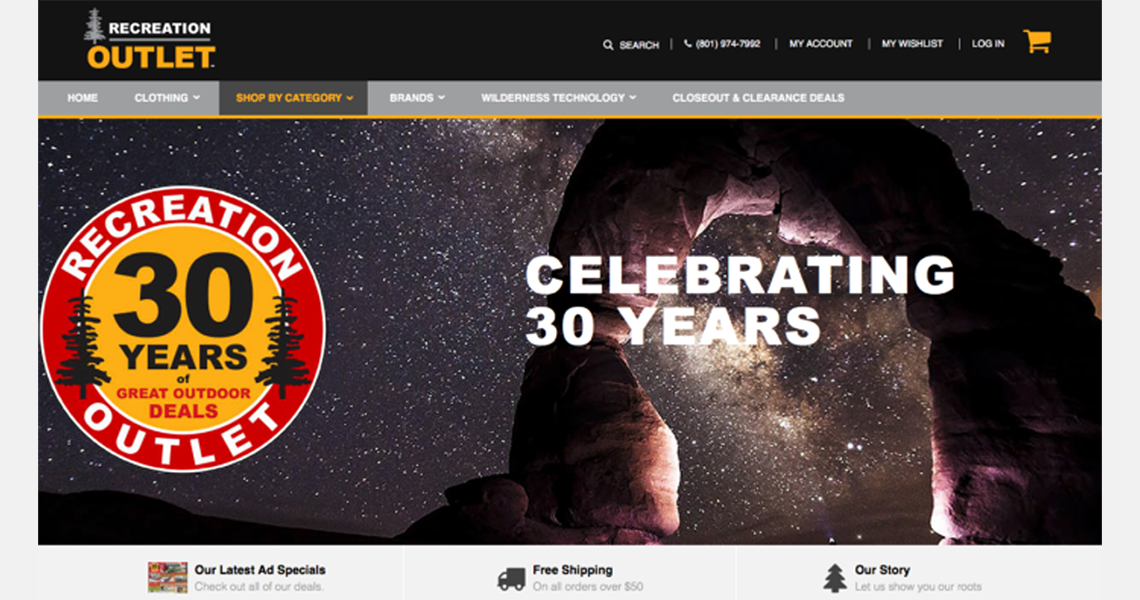 RECREATION
OUTLET
SEARCH | (801) 974-7992 | MY ACCOUNT | MY WISHLIST | LOG IN
HOME CLOTHING SHOP BY CATEGORY BRANDS WILDERNESS TECHNOLOGY CLOSEOUT & CLEARANCE DEALS
RECREATION
30
YEARS
of
GREAT OUTDOOR
DEALS
OUTLET
CELEBRATING
30 YEARS
Our Latest Ad Specials
Check out all of our deals.
Free Shipping
On all orders over $50
Our Story
Let us show you our roots